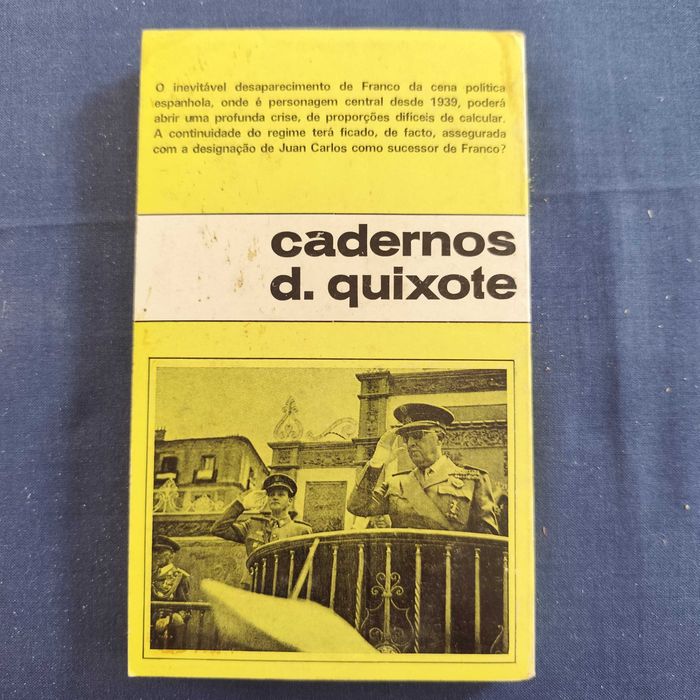 O inevitável desaparecimento de Franco da cena política
espanhola, onde é personagem central desde 1939, poderá
abrir uma profunda crise, de proporções difíceis de calcular.
A continuidade do regime terá ficado, de facto, assegurada
com a designação de Juan Carlos como sucessor de Franco?
cadernos
d. quixote